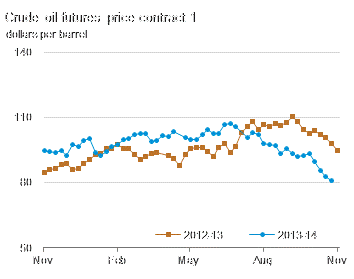 Crude oil futures price contract 1
dollars per barrel
140
110
80
50
Nov Feb May Aug Nov
2012-13 2013-14